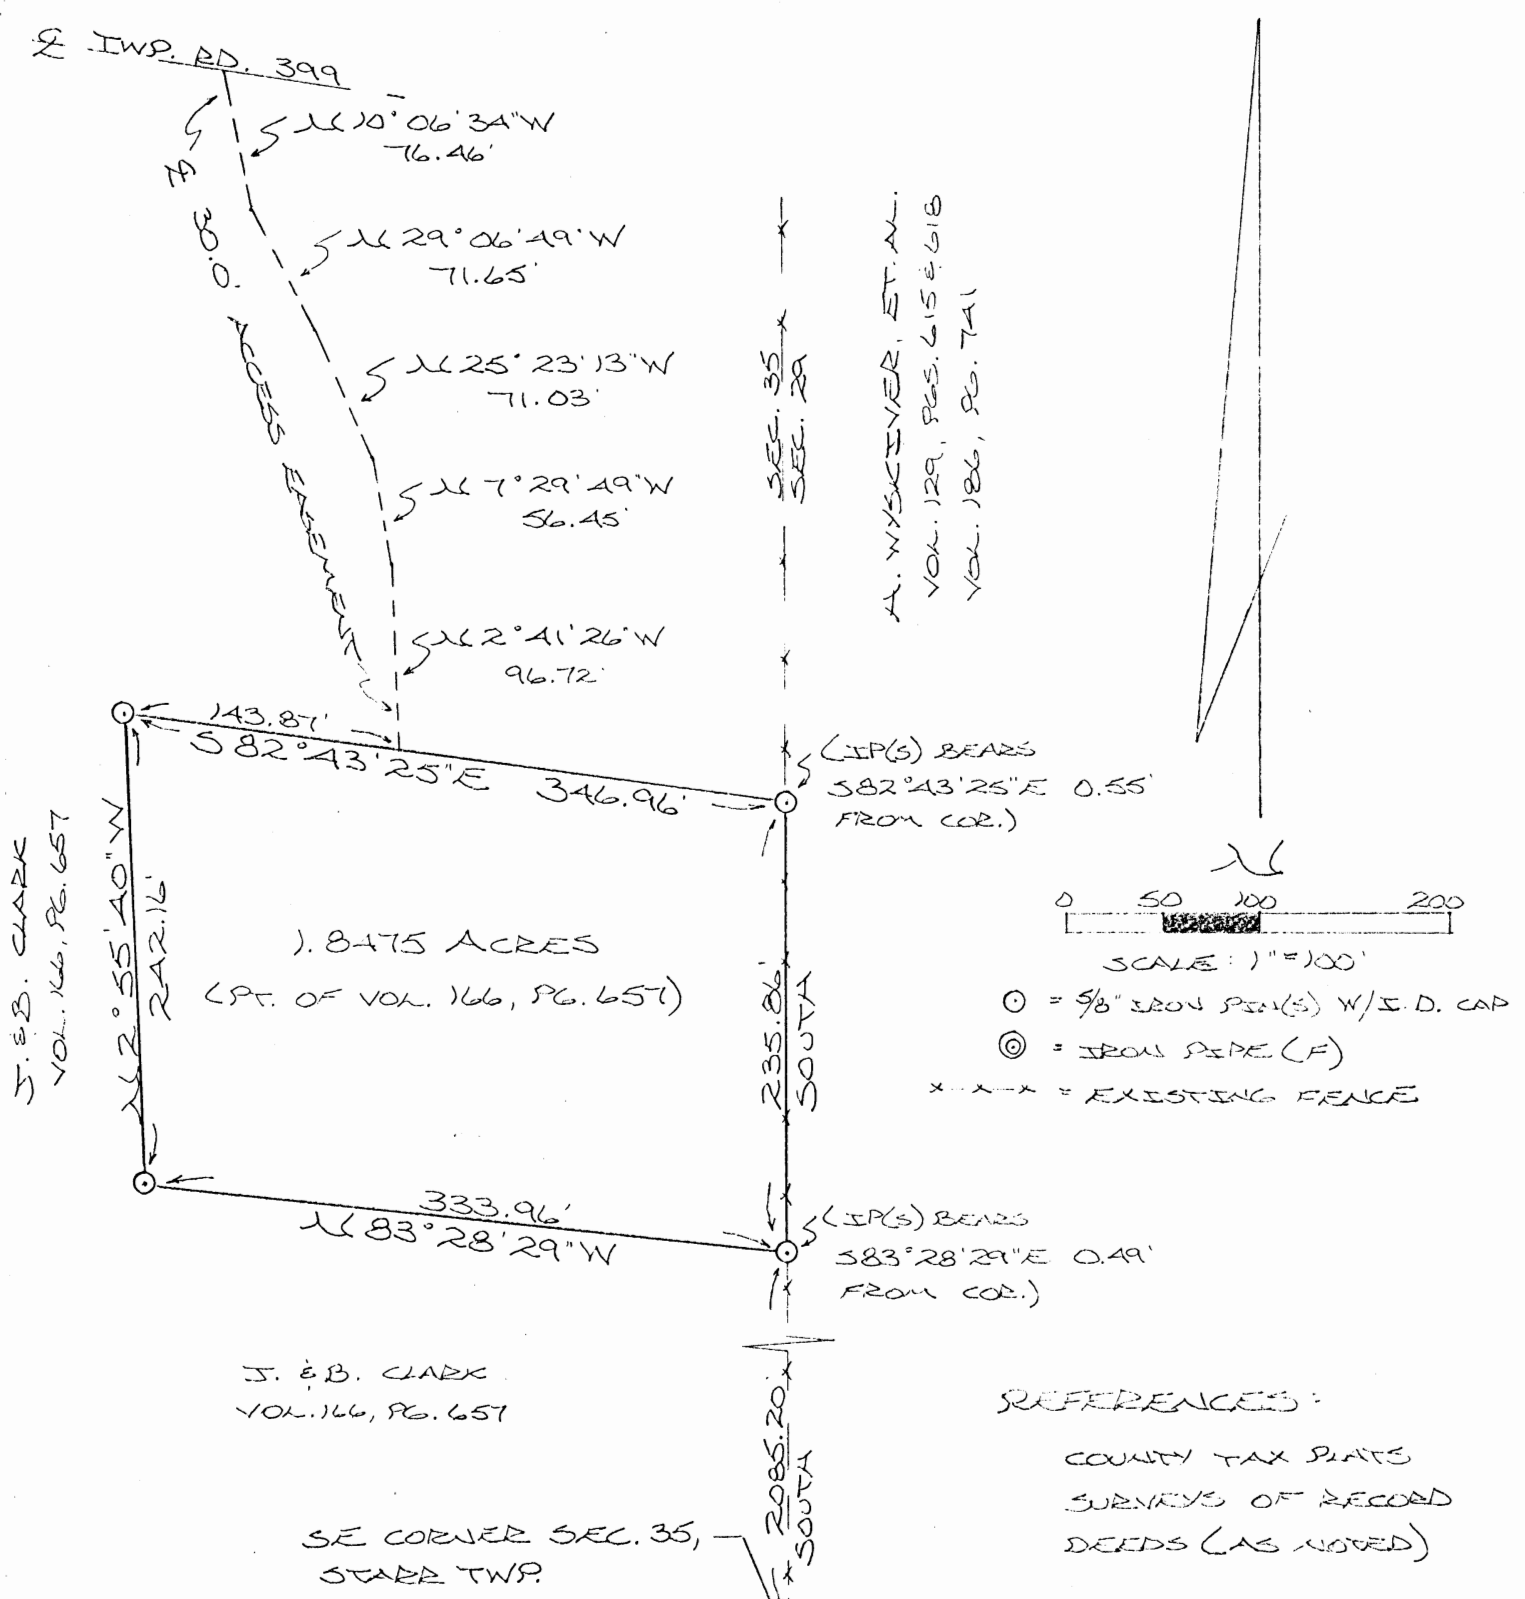 ℄ TWP. RD. 399
N 10°06'34"W
76.46'
N 29°06'49"W
71.65'
N 25°23'13"W
71.03'
N 7°29'49"W
56.45'
N 2°41'26"W
96.72'
℄ 30.0' ACCESS EASEMENT
SEC. 35
SEC. 29
A. WYSKIVER, ET. AL.
VOL. 129, PGS. 615 & 618
VOL. 186, PG. 741
143.87'
S 82°43'25"E 346.96'
(IP(S) BEARS
S82°43'25"E 0.55'
FROM COR.)
N
0 50 100 200
SCALE: 1"=100'
⊙ = 5/8" IRON PIN(S) W/I.D. CAP
◎ = IRON PIPE (F)
x--x--x = EXISTING FENCE
J. & B. CLARK
VOL. 166, PG. 657
N 2°55'40"W
242.16'
1.8475 ACRES
(PT. OF VOL. 166, PG. 657)
235.86'
SOUTH
333.96'
N 83°28'29"W
(IP(S) BEARS
S83°28'29"E 0.49'
FROM COR.)
J. & B. CLARK
VOL. 166, PG. 657
2085.20'
SOUTH
SE CORNER SEC. 35,
STARR TWP.
REFERENCES:
COUNTY TAX PLATS
SURVEYS OF RECORD
DEEDS (AS NOTED)